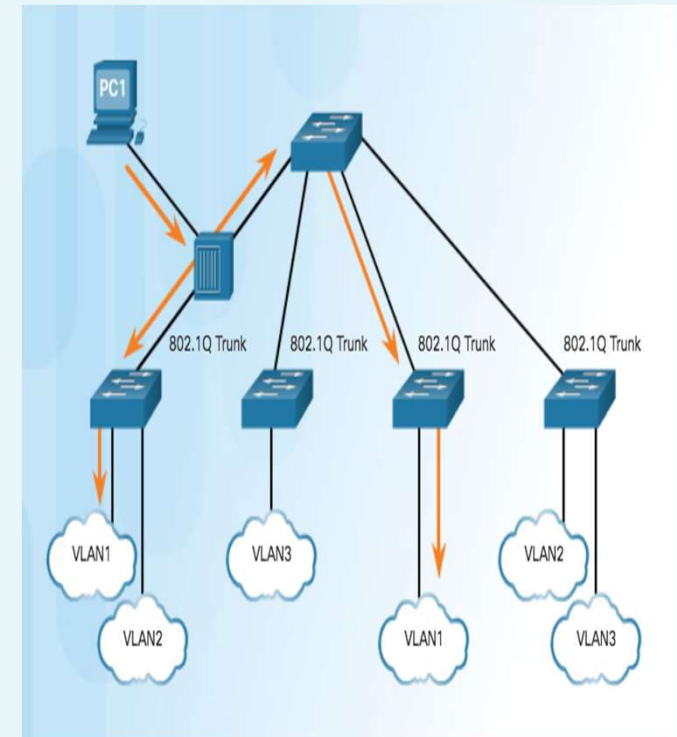 PC1
802.1Q Trunk
802.1Q Trunk
802.1Q Trunk
802.1Q Trunk
VLAN1
VLAN3
VLAN2
VLAN2
VLAN1
VLAN3